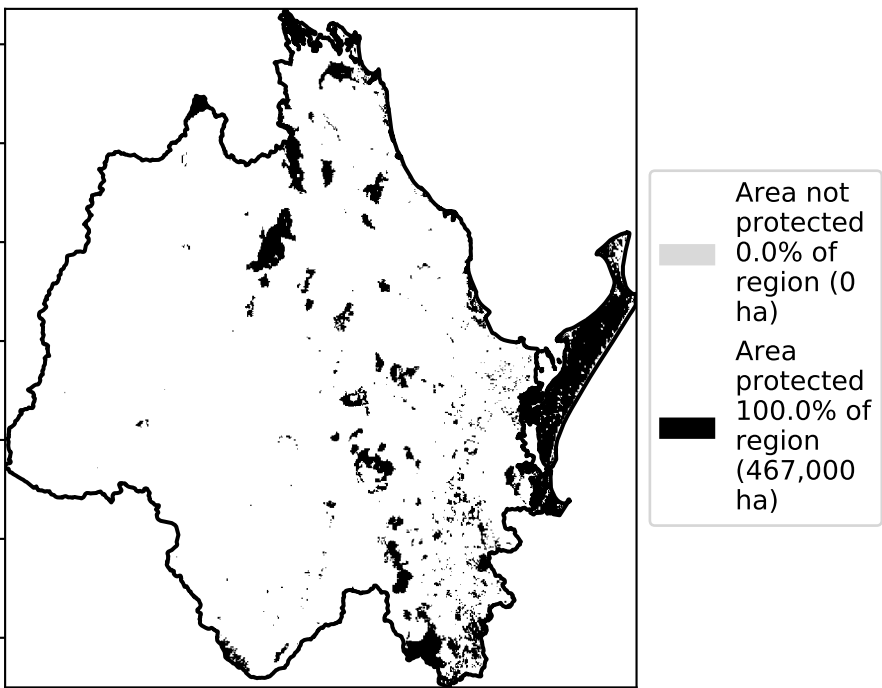 Area not
protected
0.0% of
region (0
ha)
Area
protected
100.0% of
region
(467,000
ha)